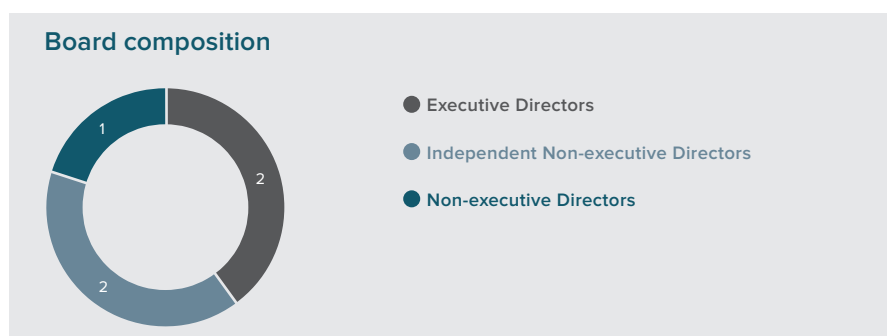 Board composition
1
2
2
Executive Directors
Independent Non-executive Directors
Non-executive Directors